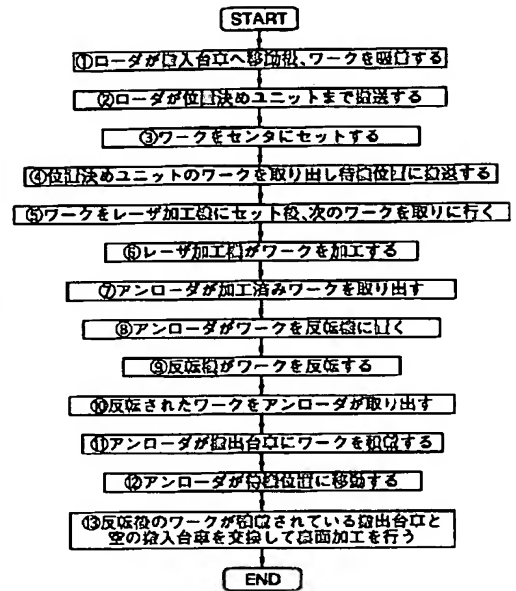 START
①ローダが搬入台車へ移動後、ワークを吸着する
②ローダが位置決めユニットまで搬送する
③ワークをセンタにセットする
④位置決めユニットのワークを取り出し待機位置に搬送する
⑤ワークをレーザ加工機にセット後、次のワークを取りに行く
⑥レーザ加工機がワークを加工する
⑦アンローダが加工済みワークを取り出す
⑧アンローダがワークを反転機に置く
⑨反転機がワークを反転する
⑩反転されたワークをアンローダが取り出す
⑪アンローダが搬出台車にワークを積載する
⑫アンローダが待機位置に移動する
⑬反転後のワークが積載されている搬出台車と
空の搬入台車を交換して裏面加工を行う
END